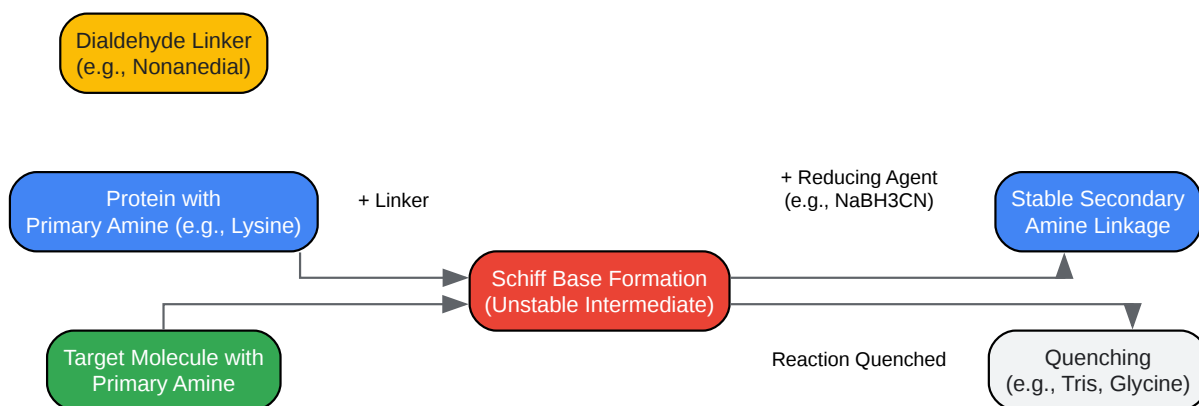 Dialdehyde Linker
(e.g., Nonanedial)
Protein with
Primary Amine (e.g., Lysine)
+ Linker
+ Reducing Agent
(e.g., NaBH3CN)
Stable Secondary
Amine Linkage
Schiff Base Formation
(Unstable Intermediate)
Target Molecule with
Primary Amine
Reaction Quenched
Quenching
(e.g., Tris, Glycine)